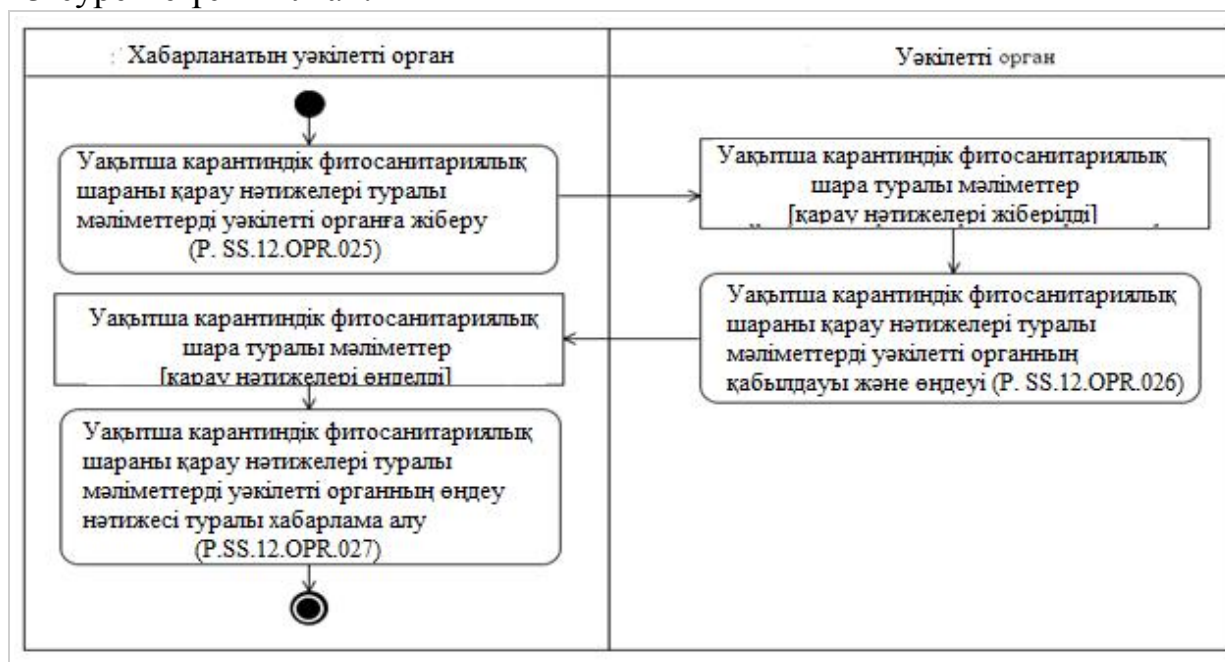 Хабарланатын уәкілетті орган
Уәкілетті орган
Уақытша карантиндік фитосанитариялық
шараны қарау нәтижелері туралы
мәліметтерді уәкілетті органға жіберу
(P. SS.12.OPR.025)
Уақытша карантиндік фитосанитариялық
шара туралы мәліметтер
[қарау нәтижелері жіберілді]
Уақытша карантиндік фитосанитариялық
шараны қарау нәтижелері туралы
мәліметтерді уәкілетті органның
қабылдауы және өңдеуі (P. SS.12.OPR.026)
Уақытша карантиндік фитосанитариялық
шара туралы мәліметтер
[қарау нәтижелері өңделді]
Уақытша карантиндік фитосанитариялық
шараны қарау нәтижелері туралы
мәліметтерді уәкілетті органның өңдеу
нәтижесі туралы хабарлама алу
(P.SS.12.OPR.027)